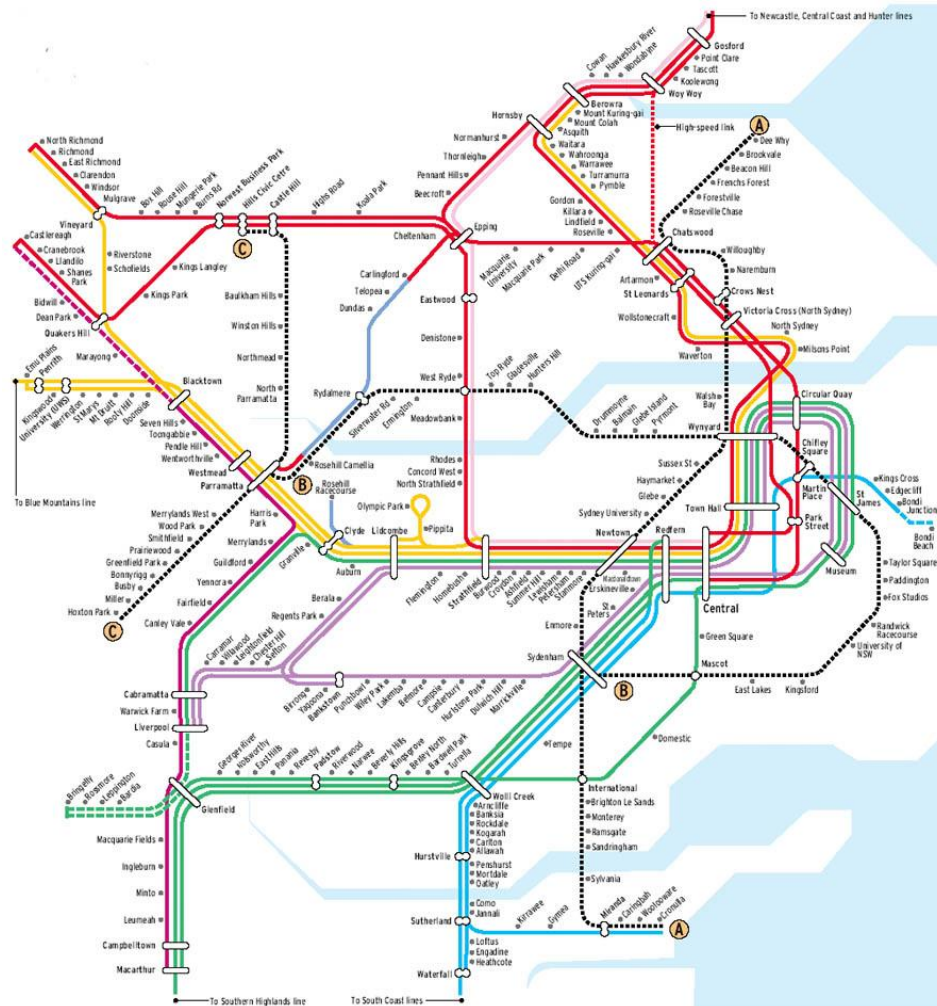 To Newcastle, Central Coast and Hunter lines
Gosford
Point Clare
Tascott
Koolewong
Woy Woy
Wondabyne
Hawkesbury River
Cowan
Berowra
Mount Kuring-gai
Mount Colah
Asquith
Hornsby
Waitara
Wahroonga
Warrawee
Turramurra
Pymble
Gordon
Killara
Lindfield
Roseville
High-speed link
A
Dee Why
Brookvale
Beacon Hill
Frenchs Forest
Forestville
Roseville Chase
Chatswood
Normanhurst
Thornleigh
Pennant Hills
Beecroft
Cheltenham
Epping
North Richmond
Richmond
East Richmond
Clarendon
Windsor
Mulgrave
Vineyard
Box Hill
Rouse Hill
Mungerie Park
Burns Rd
Norwest Business Park
Hills Civic Cetre
Castle Hill
Highs Road
Koala Park
C
Castlereagh
Cranebrook
Llandilo
Shanes
Park
Bidwill
Dean Park
Quakers Hill
Riverstone
Schofields
Kings Langley
Kings Park
Marayong
Macquarie
University
Macquarie Park
Delhi Road
UTS Kuring-gai
Artarmon
St Leonards
Wollstonecraft
Waverton
Willoughby
Naremburn
Crows Nest
Victoria Cross (North Sydney)
North
Sydney
Milsons Point
Carlingford
Telopea
Dundas
Rydalmere
Baulkham Hills
Winston Hills
Northmead
North
Parramatta
Eastwood
Denistone
West Ryde
Meadowbank
Rhodes
Concord West
North Strathfield
Top Ryde
Gladesville
Hunters Hill
Silverwater Rd
Ermington
Drummoyne
Balmain
Glebe Island
Pyrmont
Walsh
Bay
Wynyard
Circular Quay
Chifley
Square
Martin
Place
St
James
Kings Cross
Edgecliff
Bondi
Junction
Bondi
Beach
Emu Plains
Penrith
Kingswood
University (UWS)
Werrington
St Marys
Mt Druitt
Rooty Hill
Doonside
Blacktown
Seven Hills
Toongabbie
Pendle Hill
Wentworthville
Westmead
Parramatta
To Blue Mountains line
Rosehill Camellia
B
Rosehill
Racecourse
Harris
Park
Merrylands
Guildford
Yennora
Fairfield
Canley Vale
Merrylands West
Wood Park
Smithfield
Prairiewood
Greenfield Park
Bonnyrigg
Busby
Miller
Hoxton Park
C
Granville
Clyde
Auburn
Lidcombe
Olympic Park
Pippita
Flemington
Homebush
Strathfield
Burwood
Croydon
Ashfield
Summer Hill
Lewisham
Petersham
Stanmore
Newtown
Macdonaldtown
Erskineville
Redfern
St
Peters
Enmore
Sydenham
Sussex St
Haymarket
Glebe
Sydney University
Town Hall
Park
Street
Museum
Central
Green Square
Mascot
Domestic
International
Taylor Square
Paddington
Fox Studios
Randwick
Racecourse
University of
NSW
Kingsford
East Lakes
B
Berala
Regents Park
Carramar
Villawood
Leightonfield
Chester Hill
Sefton
Birrong
Yagoona
Bankstown
Punchbowl
Wiley Park
Lakemba
Belmore
Campsie
Canterbury
Hurlstone Park
Dulwich Hill
Marrickville
Tempe
Cabramatta
Warwick Farm
Liverpool
Casula
Bringelly
Rossmore
Leppington
Bardia
Glenfield
Georges River
Holsworthy
East Hills
Panania
Revesby
Padstow
Riverwood
Narwee
Beverly Hills
Kingsgrove
Bexley North
Bardwell Park
Turrella
Wolli Creek
Arncliffe
Banksia
Rockdale
Kogarah
Carlton
Allawah
Hurstville
Penshurst
Mortdale
Oatley
Como
Jannali
Sutherland
Loftus
Engadine
Heathcote
Waterfall
Kirrawee
Gymea
Miranda
Caringbah
Woolooware
Cronulla
A
Brighton Le Sands
Monterey
Ramsgate
Sandringham
Sylvania
Macquarie Fields
Ingleburn
Minto
Leumeah
Campbelltown
Macarthur
To Southern Highlands line
To South Coast lines